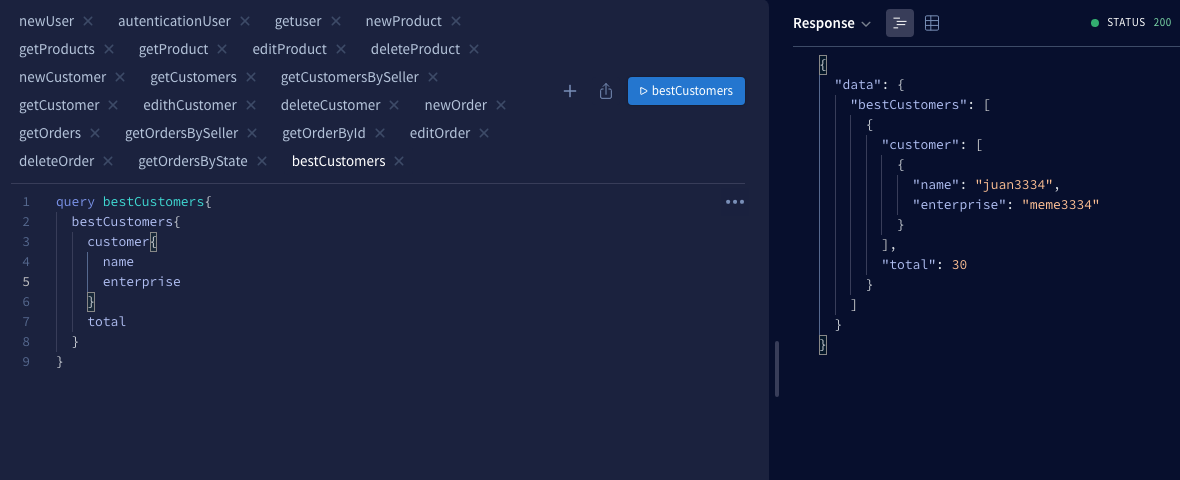 newUser autenticationUser getuser newProduct
getProducts getProduct editProduct deleteProduct
newCustomer getCustomers getCustomersBySeller
getCustomer edithCustomer deleteCustomer newOrder
getOrders getOrdersBySeller getOrderById editOrder
deleteOrder getOrdersByState bestCustomers
bestCustomers
1 query bestCustomers{
2 bestCustomers{
3 customer{
4 name
5 enterprise
6 }
7 total
8 }
9 }
Response STATUS 200
{
"data": {
"bestCustomers": [
{
"customer": [
{
"name": "juan3334",
"enterprise": "meme3334"
}
],
"total": 30
}
]
}
}